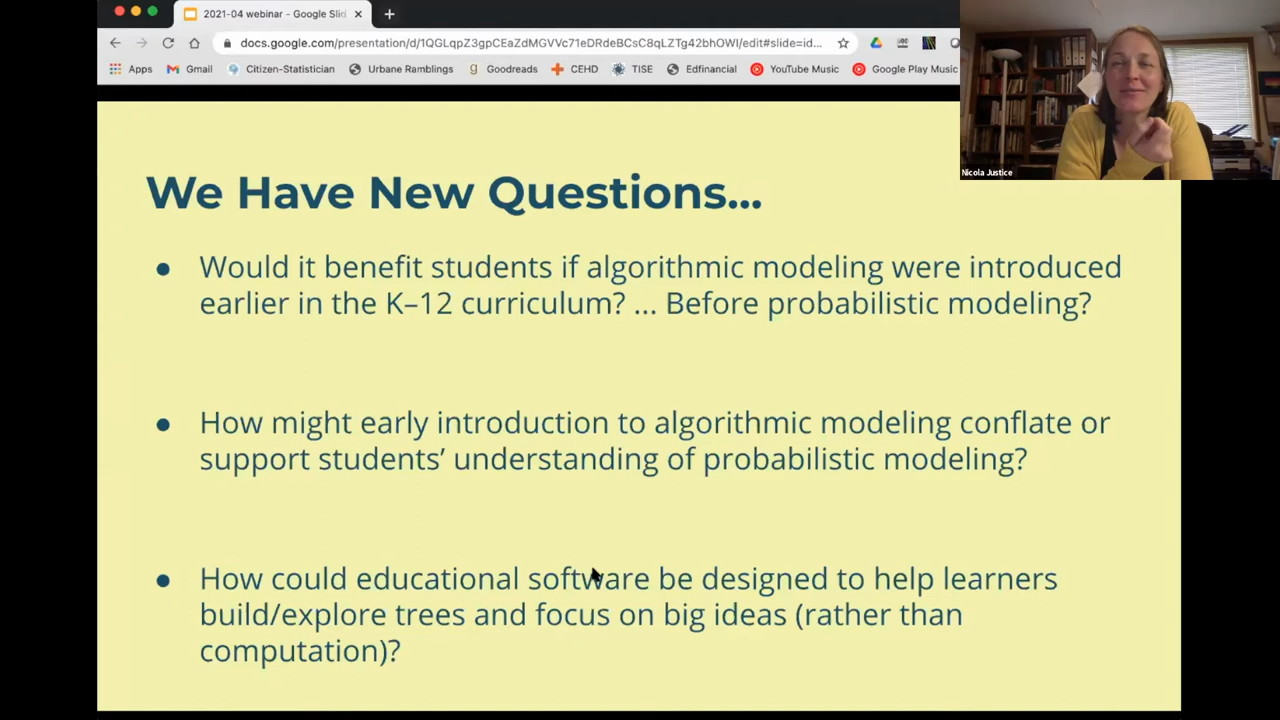 2021-04 webinar - Google Slid
docs.google.com/presentation/d/1QGLqpZ3gpCEaZdMGVVc71eDRdeBCsC8qLZTg42bhOWI/edit#slide=id...
Apps Gmail Citizen-Statistician Urbane Ramblings Goodreads CEHD TISE Edfinancial YouTube Music Google Play Music
Nicola Justice
We Have New Questions...
● Would it benefit students if algorithmic modeling were introduced
earlier in the K–12 curriculum? ... Before probabilistic modeling?
● How might early introduction to algorithmic modeling conflate or
support students’ understanding of probabilistic modeling?
● How could educational software be designed to help learners
build/explore trees and focus on big ideas (rather than
computation)?